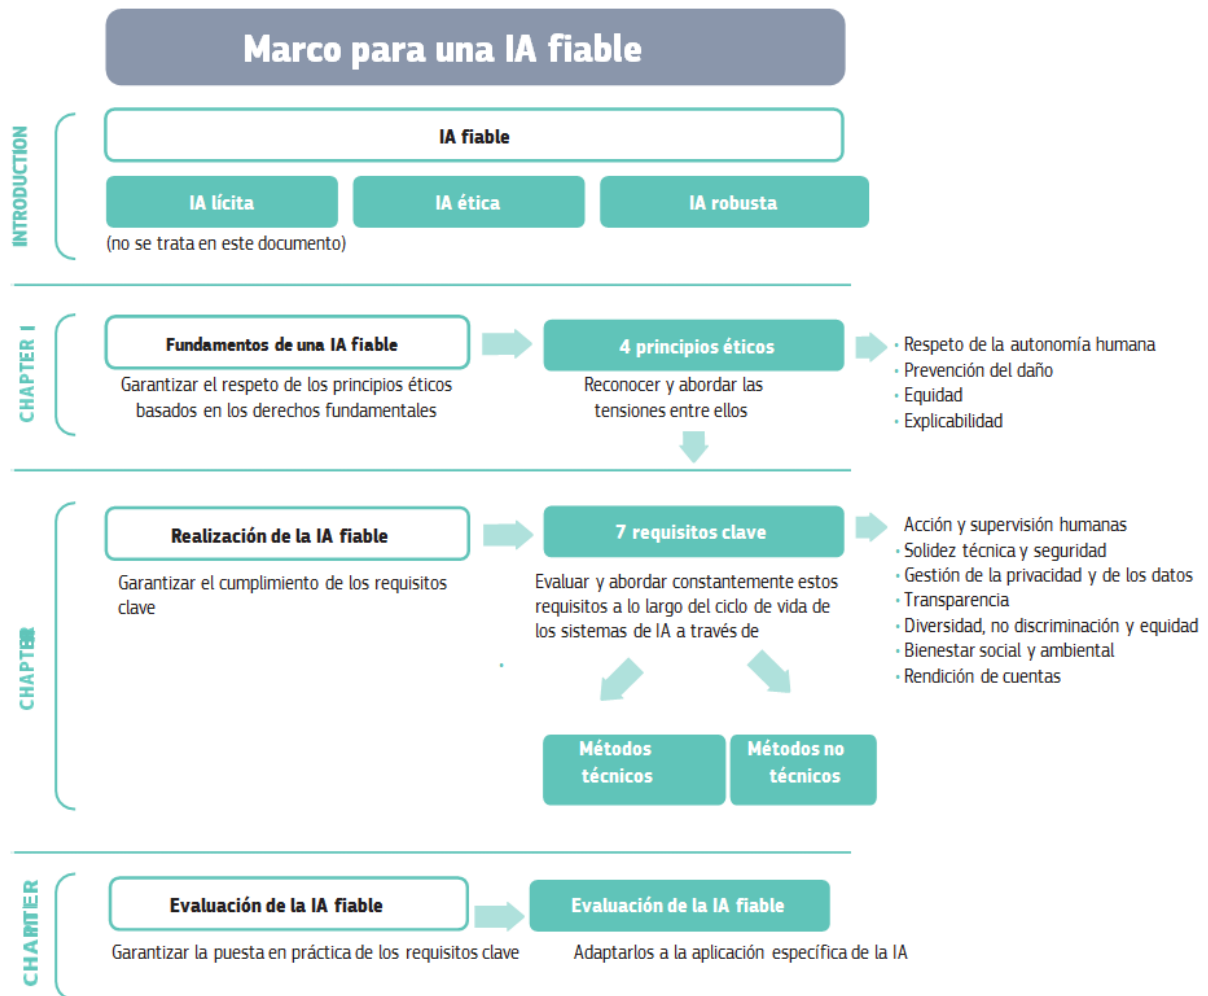 Marco para una IA fiable
INTRODUCTION
IA fiable
IA lícita
IA ética
IA robusta
(no se trata en este documento)
CHAPTER I
Fundamentos de una IA fiable
Garantizar el respeto de los principios éticos
basados en los derechos fundamentales
4 principios éticos
Reconocer y abordar las
tensiones entre ellos
• Respeto de la autonomía humana
• Prevención del daño
• Equidad
• Explicabilidad
CHAPTER
Realización de la IA fiable
Garantizar el cumplimiento de los requisitos
clave
7 requisitos clave
Evaluar y abordar constantemente estos
requisitos a lo largo del ciclo de vida de
los sistemas de IA a través de
Acción y supervisión humanas
• Solidez técnica y seguridad
• Gestión de la privacidad y de los datos
• Transparencia
• Diversidad, no discriminación y equidad
• Bienestar social y ambiental
• Rendición de cuentas
Métodos
técnicos
Métodos no
técnicos
Evaluación de la IA fiable
Garantizar la puesta en práctica de los requisitos clave
Evaluación de la IA fiable
Adaptarlos a la aplicación específica de la IA